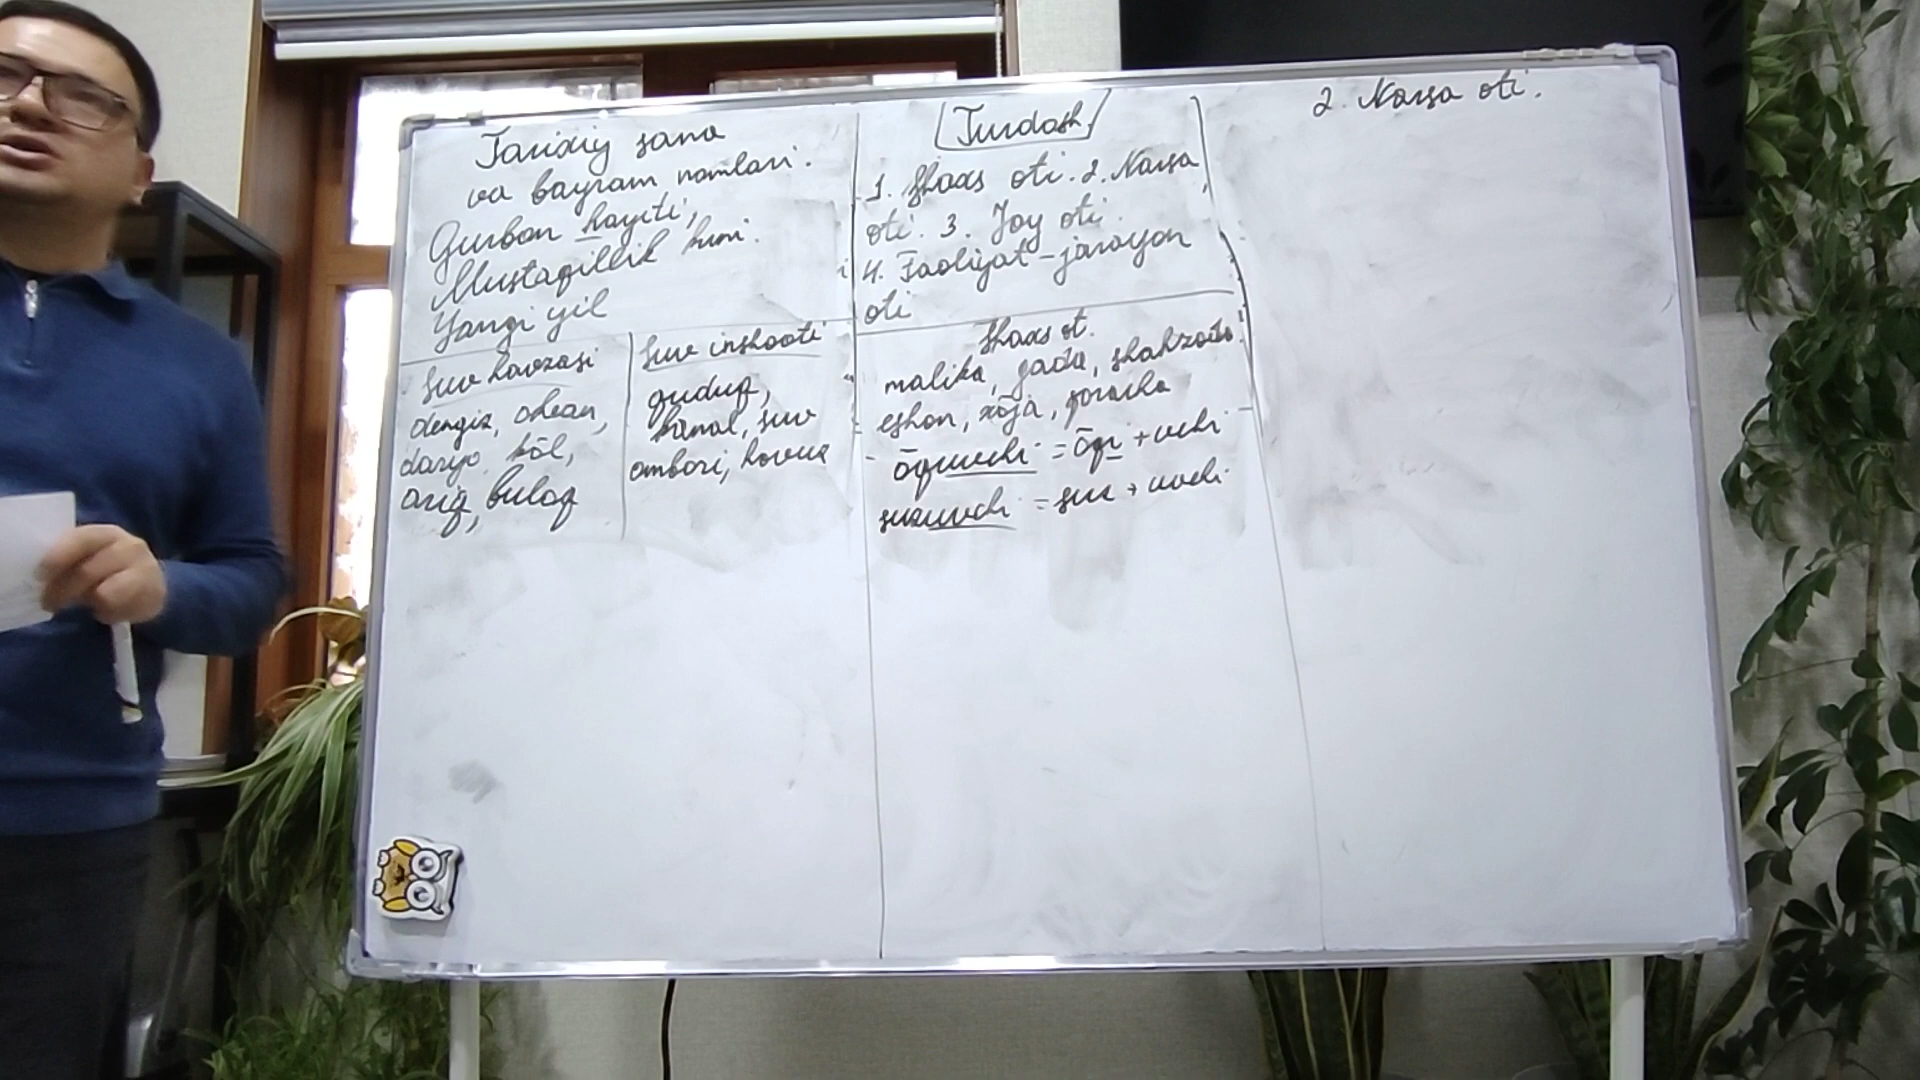 Tarixiy sana
va bayram nomlari.
Qurbon hayiti,
Mustaqillik kuni.
Yangi yil
Suv havzasi
dengiz, okean,
daryo, kōl,
ariq, buloq
Suv inshooti
quduq,
kanal, suv
ombori, hovuz
Turdosh
1. Shaxs oti. 2. Narsa
oti. 3. Joy oti.
4. Faoliyat-jarayon
oti
Shaxs ot.
malika, gado, shahzoda
eshon, xōja,
ōquvchi = ōqi + uvchi
suzuvchi = suz + uvchi
2. Narsa oti.